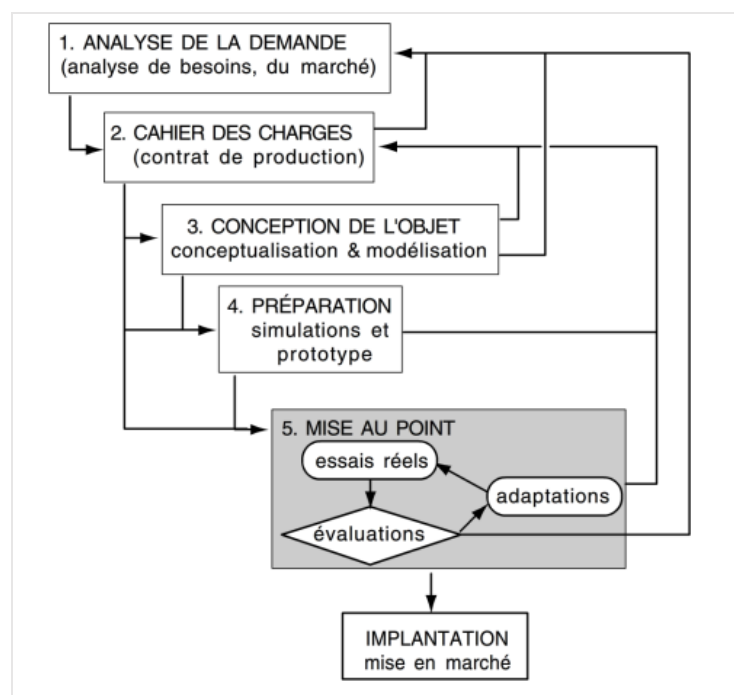 1. ANALYSE DE LA DEMANDE
(analyse de besoins, du marché)
2. CAHIER DES CHARGES
(contrat de production)
3. CONCEPTION DE L'OBJET
conceptualisation & modélisation
4. PRÉPARATION
simulations et
prototype
5. MISE AU POINT
essais réels
adaptations
évaluations
IMPLANTATION
mise en marché